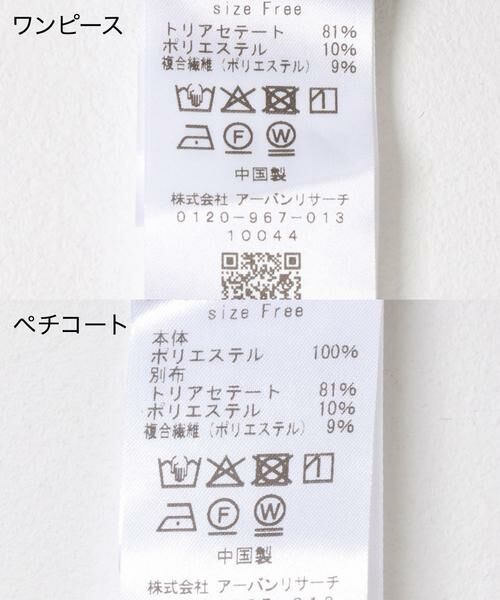 ワンピース
size Free
トリアセテート 81%
ポリエステル 10%
複合繊維(ポリエステル) 9%
F W
中国製
株式会社 アーバンリサーチ
0120-967-013
10044
ペチコート
size Free
本体
ポリエステル 100%
別布
トリアセテート 81%
ポリエステル 10%
複合繊維(ポリエステル) 9%
F W
中国製
株式会社 アーバンリサーチ